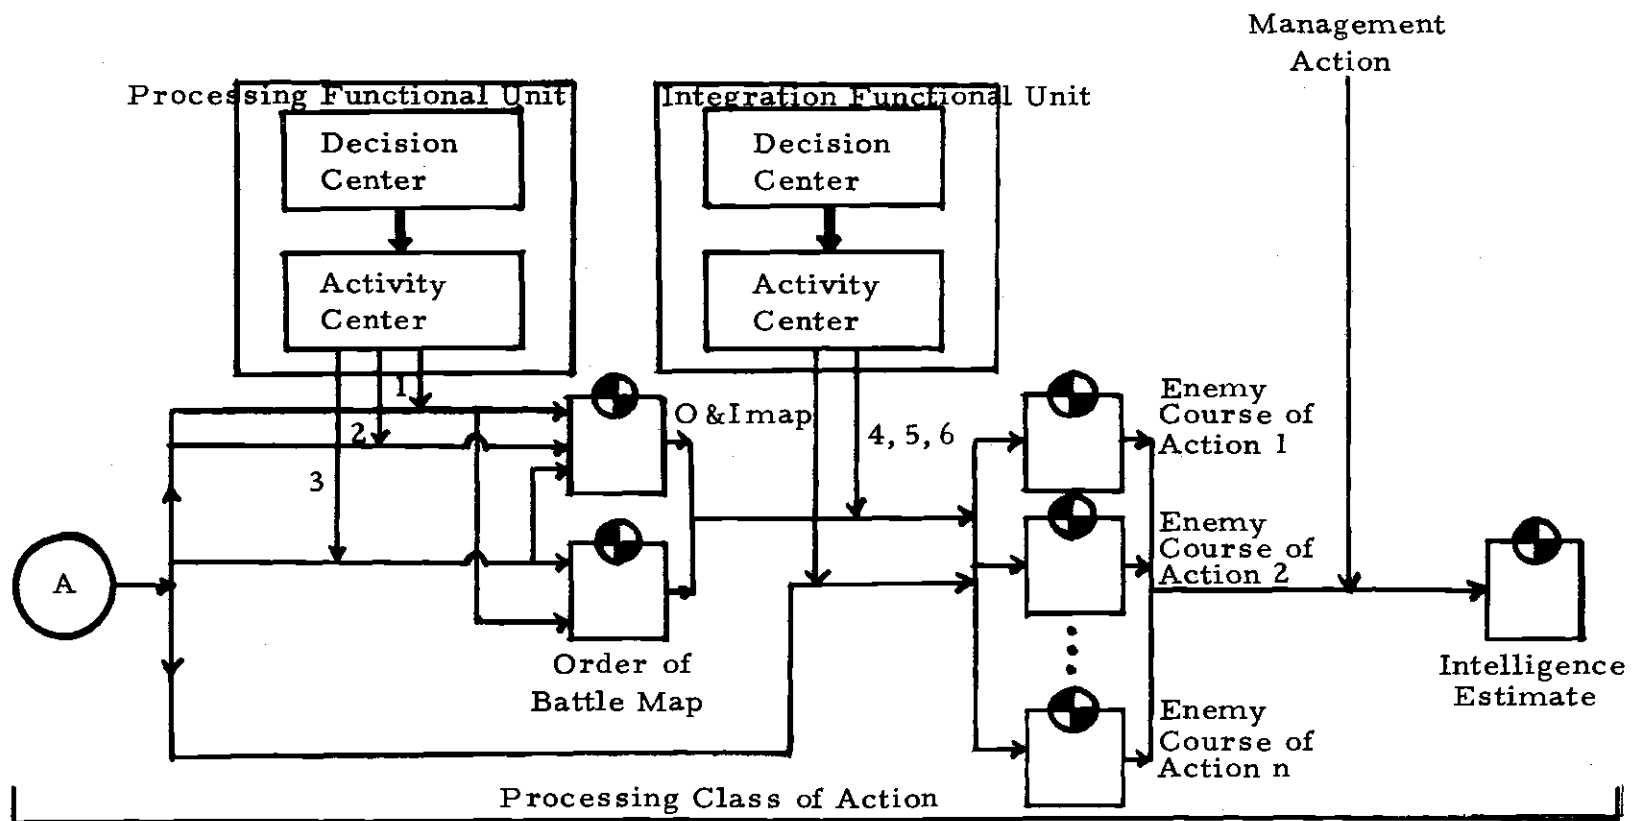 Management
Action
Processing Functional Unit
Integration Functional Unit
Decision
Center
Decision
Center
Activity
Center
Activity
Center
1
2
3
O &Imap
4, 5, 6
Enemy
Course of
Action 1
Enemy
Course of
Action 2
A
Order of
Battle Map
Intelligence
Estimate
Enemy
Course of
Action n
Processing Class of Action